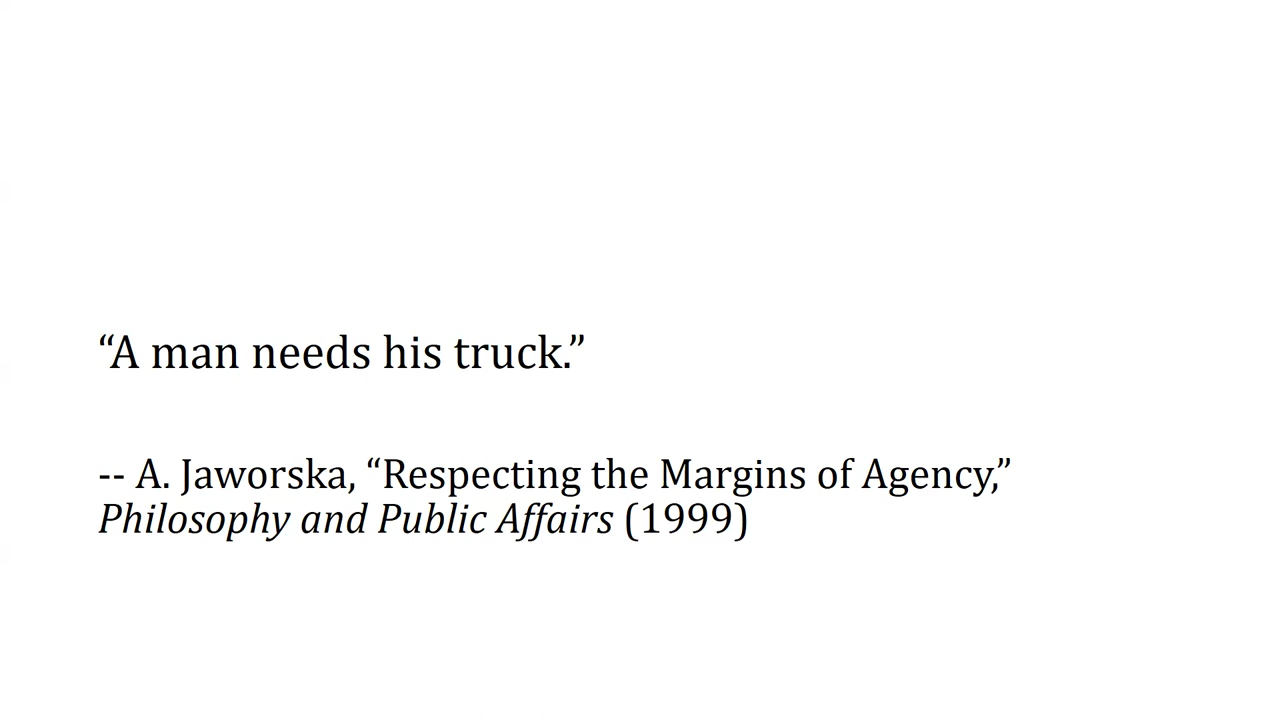 “A man needs his truck.”
-- A. Jaworska, “Respecting the Margins of Agency,”
Philosophy and Public Affairs (1999)